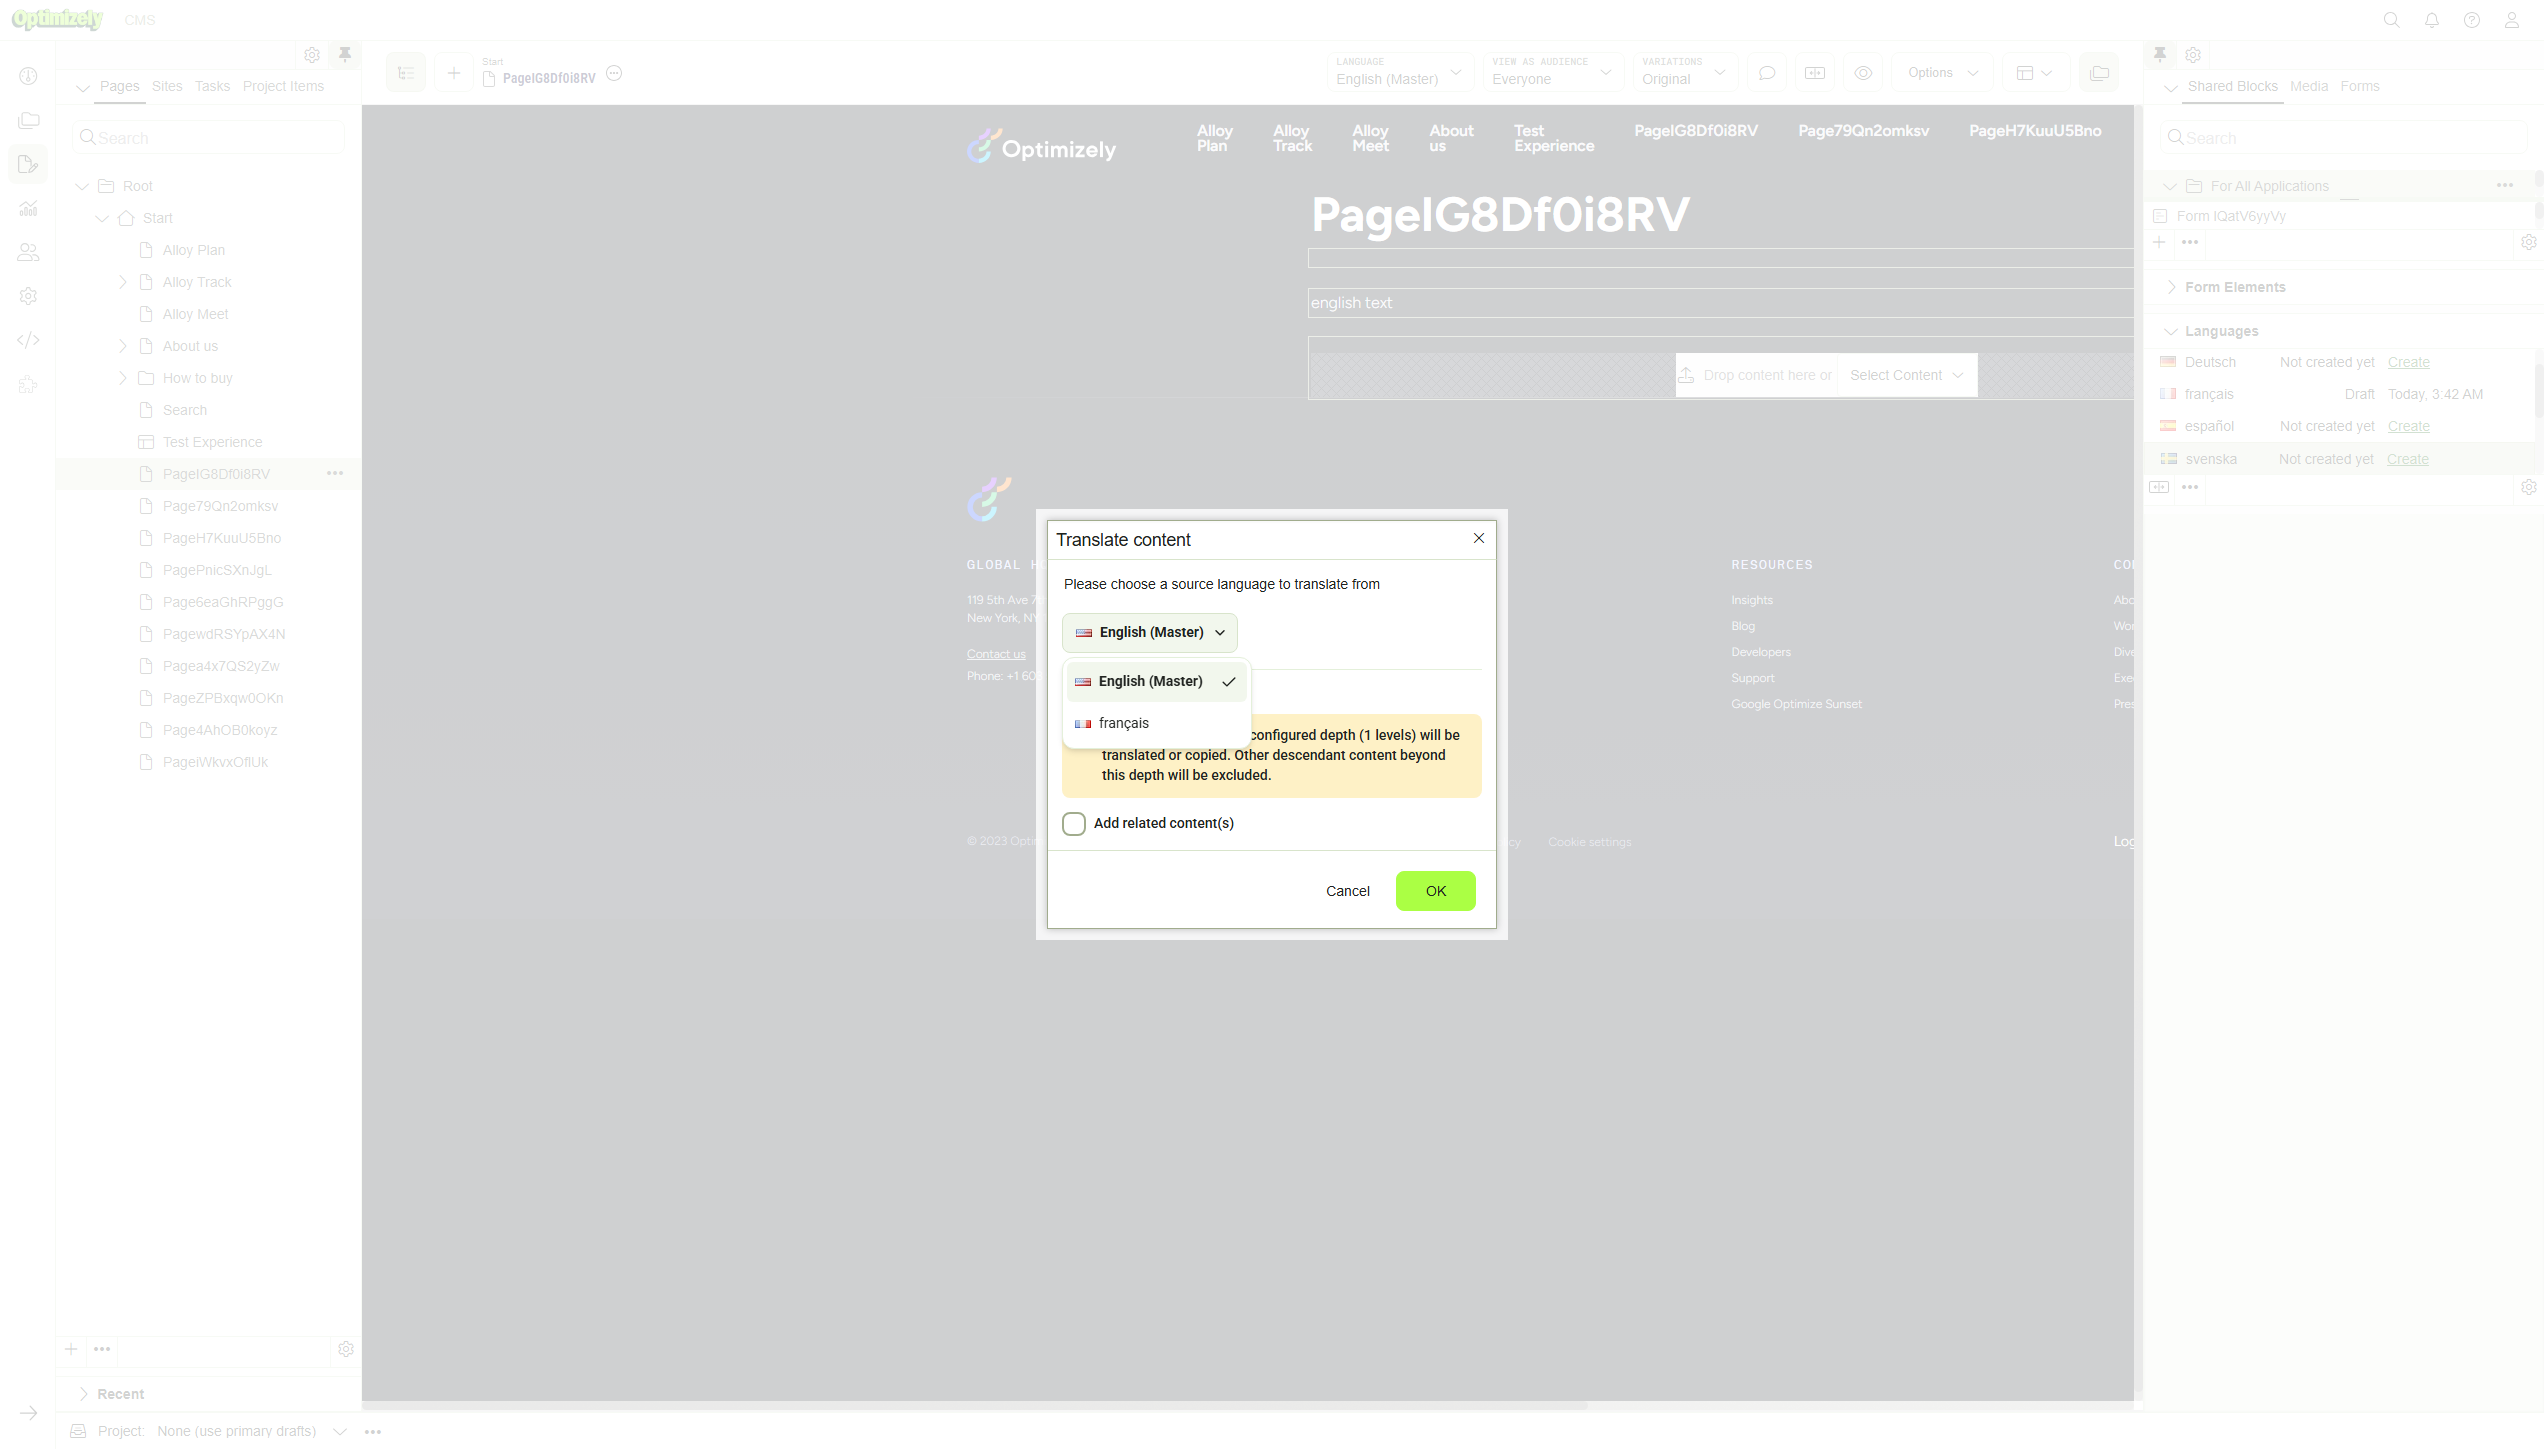 Optimizely CMS
Pages Sites Tasks Project Items
Search
Root
Start
Alloy Plan
Alloy Track
Alloy Meet
About us
How to buy
Search
Test Experience
PageIG8Df0i8RV
Page79Qn2omksv
PageH7KuuU5Bno
PagePnicSXnJgL
Page6eaGhRPggG
PagewdRSYpAX4N
Pagea4x7QS2yZw
PageZPBxqw0OKn
Page4AhOB0koyz
PageiWkvxOflUk
Recent
Project: None (use primary drafts)
Start
PageIG8Df0i8RV
LANGUAGE
English (Master)
VIEW AS AUDIENCE
Everyone
VARIATIONS
Original
Options
Optimizely
Alloy Plan
Alloy Track
Alloy Meet
About us
Test Experience
PageIG8Df0i8RV
Page79Qn2omksv
PageH7KuuU5Bno
PageIG8Df0i8RV
english text
Drop content here or Select Content
GLOBAL
119 5th Ave
New York, NY
Contact us
Phone: +1 60
© 2023 Opti
Cookie settings
RESOURCES
Insights
Blog
Developers
Support
Google Optimize Sunset
Translate content
Please choose a source language to translate from
English (Master)
English (Master)
français
configured depth (1 levels) will be
translated or copied. Other descendant content beyond
this depth will be excluded.
Add related content(s)
Cancel OK
Shared Blocks Media Forms
Search
For All Applications
Form IQatV6yyVy
Form Elements
Languages
Deutsch Not created yet Create
français Draft Today, 3:42 AM
español Not created yet Create
svenska Not created yet Create